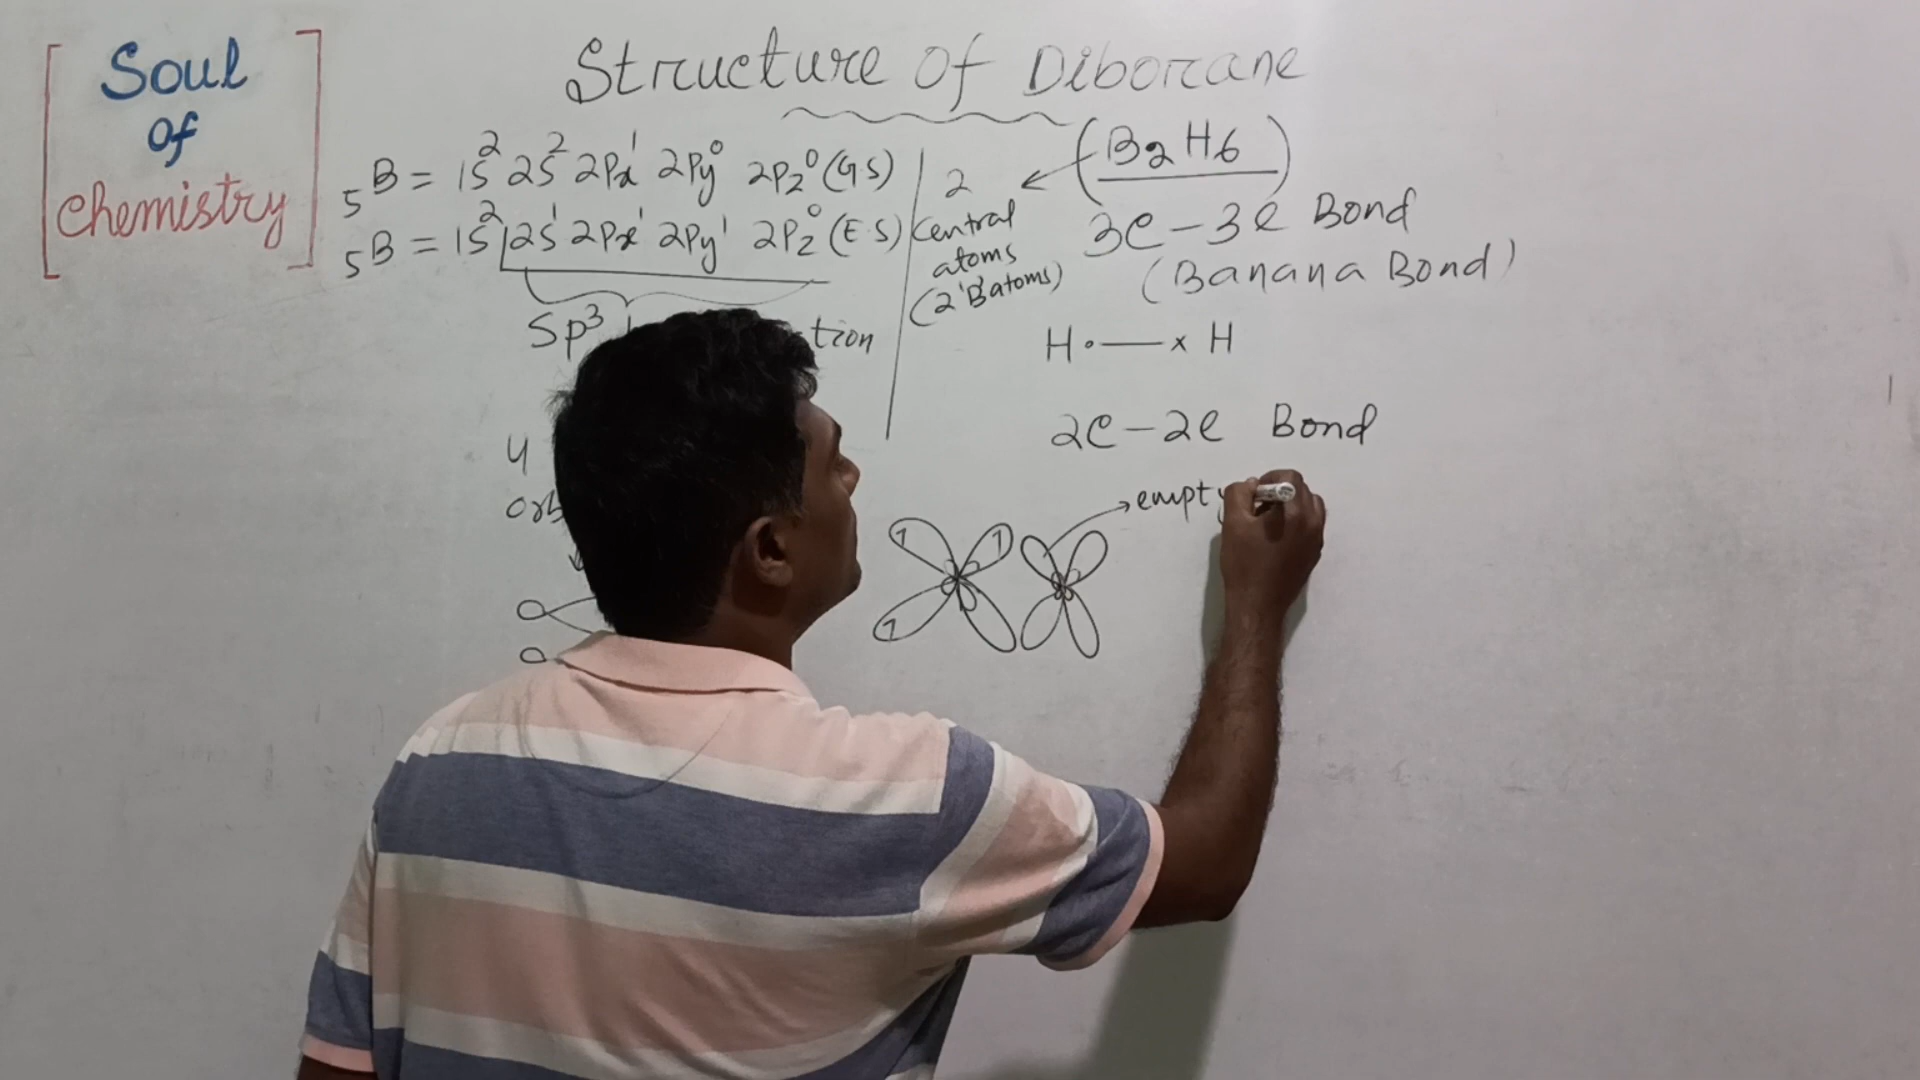 Soul
Of
Chemistry
Structure Of Diborane
(B2H6)
5B = 1S² 2S² 2Px¹ 2Py⁰ 2Pz⁰ (G.S)
5B = 1S² 2S¹ 2Px¹ 2Py¹ 2Pz⁰ (E.S)
Sp³
tion
2
Central
atoms
(2 'B' atoms)
3C-3e Bond
(Banana Bond)
H•—x H
2C-2e Bond
4
empty
1 1
1